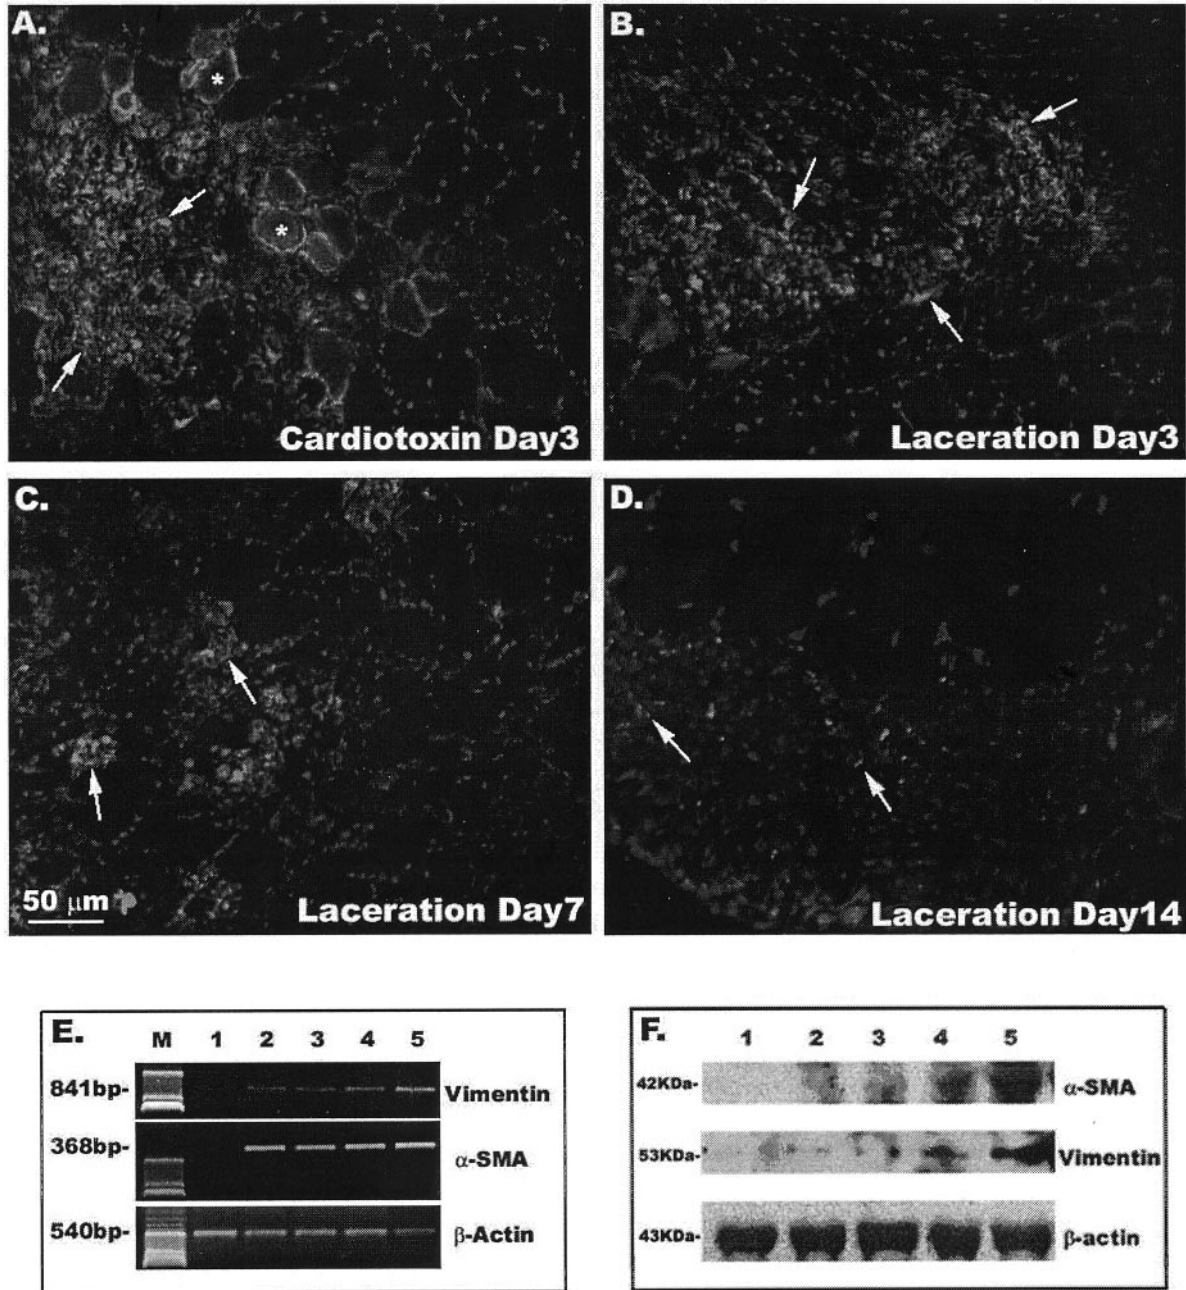 A.
*
*
Cardiotoxin Day3
B.
Laceration Day3
C.
50 μm
Laceration Day7
D.
Laceration Day14
E.
M 1 2 3 4 5
841bp- Vimentin
368bp- α-SMA
540bp- β-Actin
F.
1 2 3 4 5
42KDa- α-SMA
53KDa- Vimentin
43KDa- β-actin